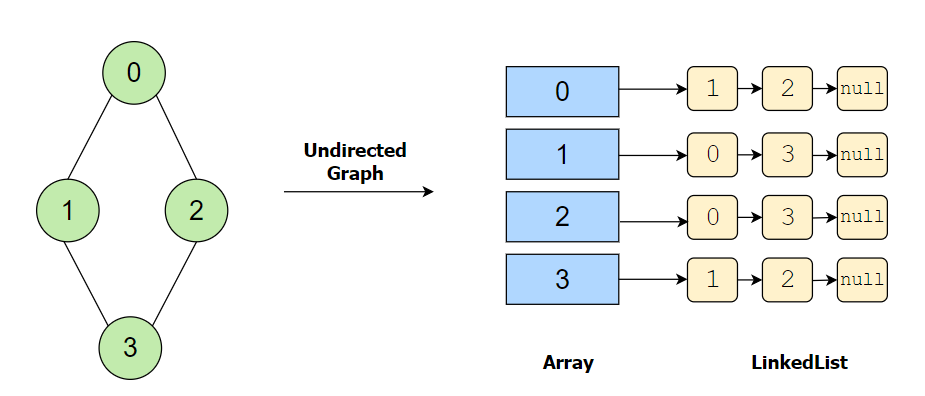 0
1 2
3
Undirected
Graph
0 1 2 null
1 0 3 null
2 0 3 null
3 1 2 null
Array LinkedList